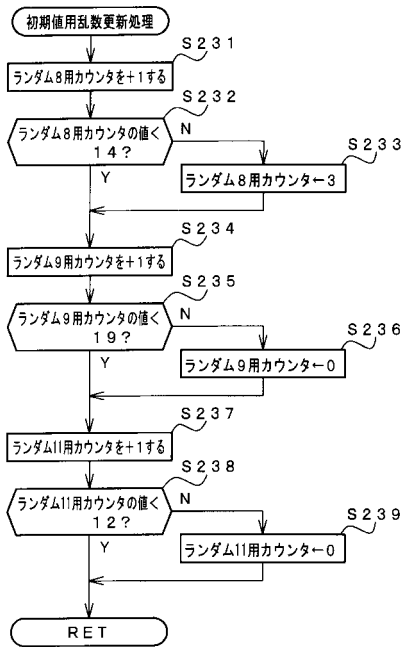 初期値用乱数更新処理
S231
ランダム8用カウンタを+1する
S232
ランダム8用カウンタの値<
14?
N
Y
S233
ランダム8用カウンタ←3
S234
ランダム9用カウンタを+1する
S235
ランダム9用カウンタの値<
19?
N
Y
S236
ランダム9用カウンタ←0
S237
ランダム11用カウンタを+1する
S238
ランダム11用カウンタの値<
12?
N
Y
S239
ランダム11用カウンタ←0
RET